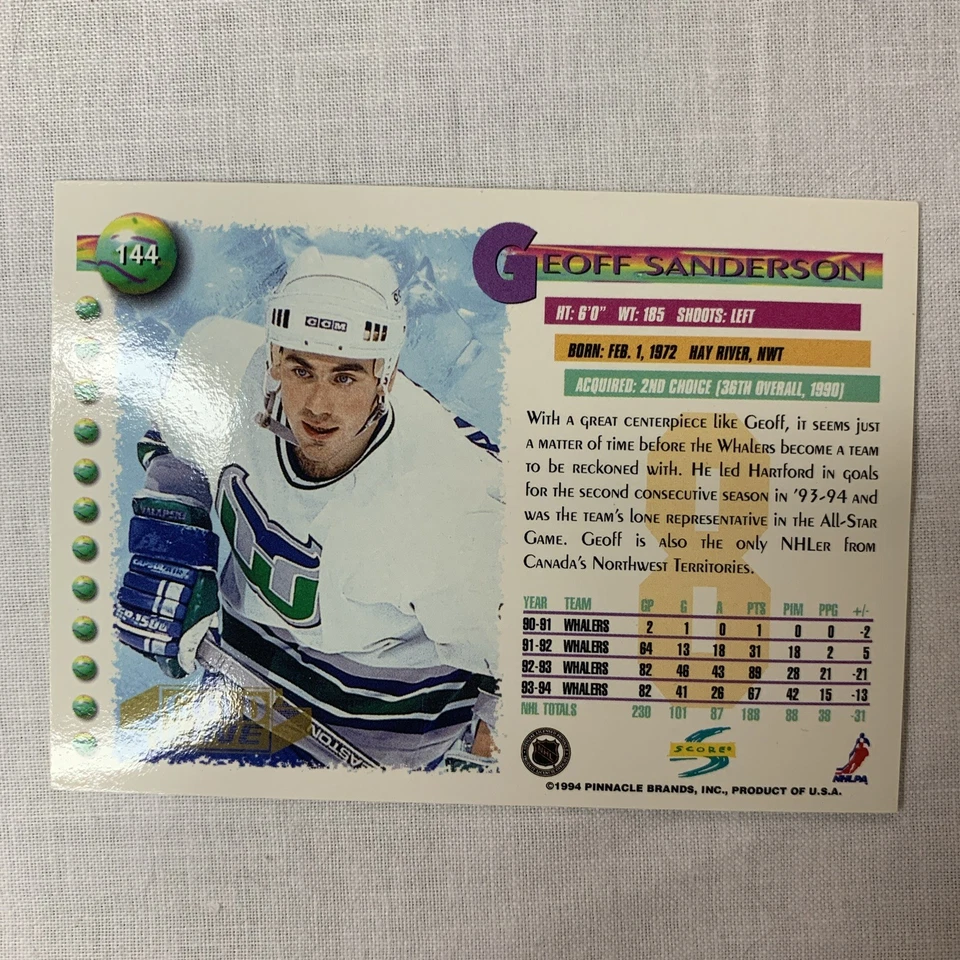 144
GEOFF SANDERSON
HT: 6'0" WT: 185 SHOOTS: LEFT
BORN: FEB. 1, 1972 HAY RIVER, NWT
ACQUIRED: 2ND CHOICE (36TH OVERALL, 1990)
WITH A GREAT CENTERPIECE LIKE GEOFF, IT SEEMS JUST
A MATTER OF TIME BEFORE THE WHALERS BECOME A TEAM
TO BE RECKONED WITH. HE LED HARTFORD IN GOALS
FOR THE SECOND CONSECUTIVE SEASON IN '93-94 AND
WAS THE TEAM'S LONE REPRESENTATIVE IN THE ALL-STAR
GAME. GEOFF IS ALSO THE ONLY NHLER FROM
CANADA'S NORTHWEST TERRITORIES.
YEAR TEAM GP G A PTS PIM PPG +/-
90-91 WHALERS 2 1 0 1 0 0 -2
91-92 WHALERS 64 13 18 31 18 2 5
92-93 WHALERS 82 46 43 89 28 21 -21
93-94 WHALERS 82 41 26 67 42 15 -13
NHL TOTALS 230 101 87 188 88 38 -31
SCORE®
NHLPA
©1994 PINNACLE BRANDS, INC., PRODUCT OF U.S.A.
CCM
EASTON